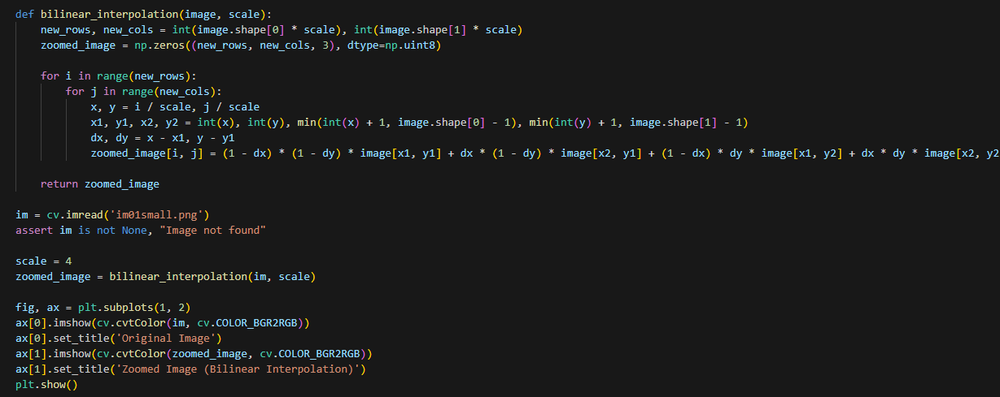 def bilinear_interpolation(image, scale):
    new_rows, new_cols = int(image.shape[0] * scale), int(image.shape[1] * scale)
    zoomed_image = np.zeros((new_rows, new_cols, 3), dtype=np.uint8)
    for i in range(new_rows):
        for j in range(new_cols):
            x, y = i / scale, j / scale
            x1, y1, x2, y2 = int(x), int(y), min(int(x) + 1, image.shape[0] - 1), min(int(y) + 1, image.shape[1] - 1)
            dx, dy = x - x1, y - y1
            zoomed_image[i, j] = (1 - dx) * (1 - dy) * image[x1, y1] + dx * (1 - dy) * image[x2, y1] + (1 - dx) * dy * image[x1, y2] + dx * dy * image[x2, y2
    return zoomed_image
im = cv.imread('im01small.png')
assert im is not None, "Image not found"
scale = 4
zoomed_image = bilinear_interpolation(im, scale)
fig, ax = plt.subplots(1, 2)
ax[0].imshow(cv.cvtColor(im, cv.COLOR_BGR2RGB))
ax[0].set_title('Original Image')
ax[1].imshow(cv.cvtColor(zoomed_image, cv.COLOR_BGR2RGB))
ax[1].set_title('Zoomed Image (Bilinear Interpolation)')
plt.show()